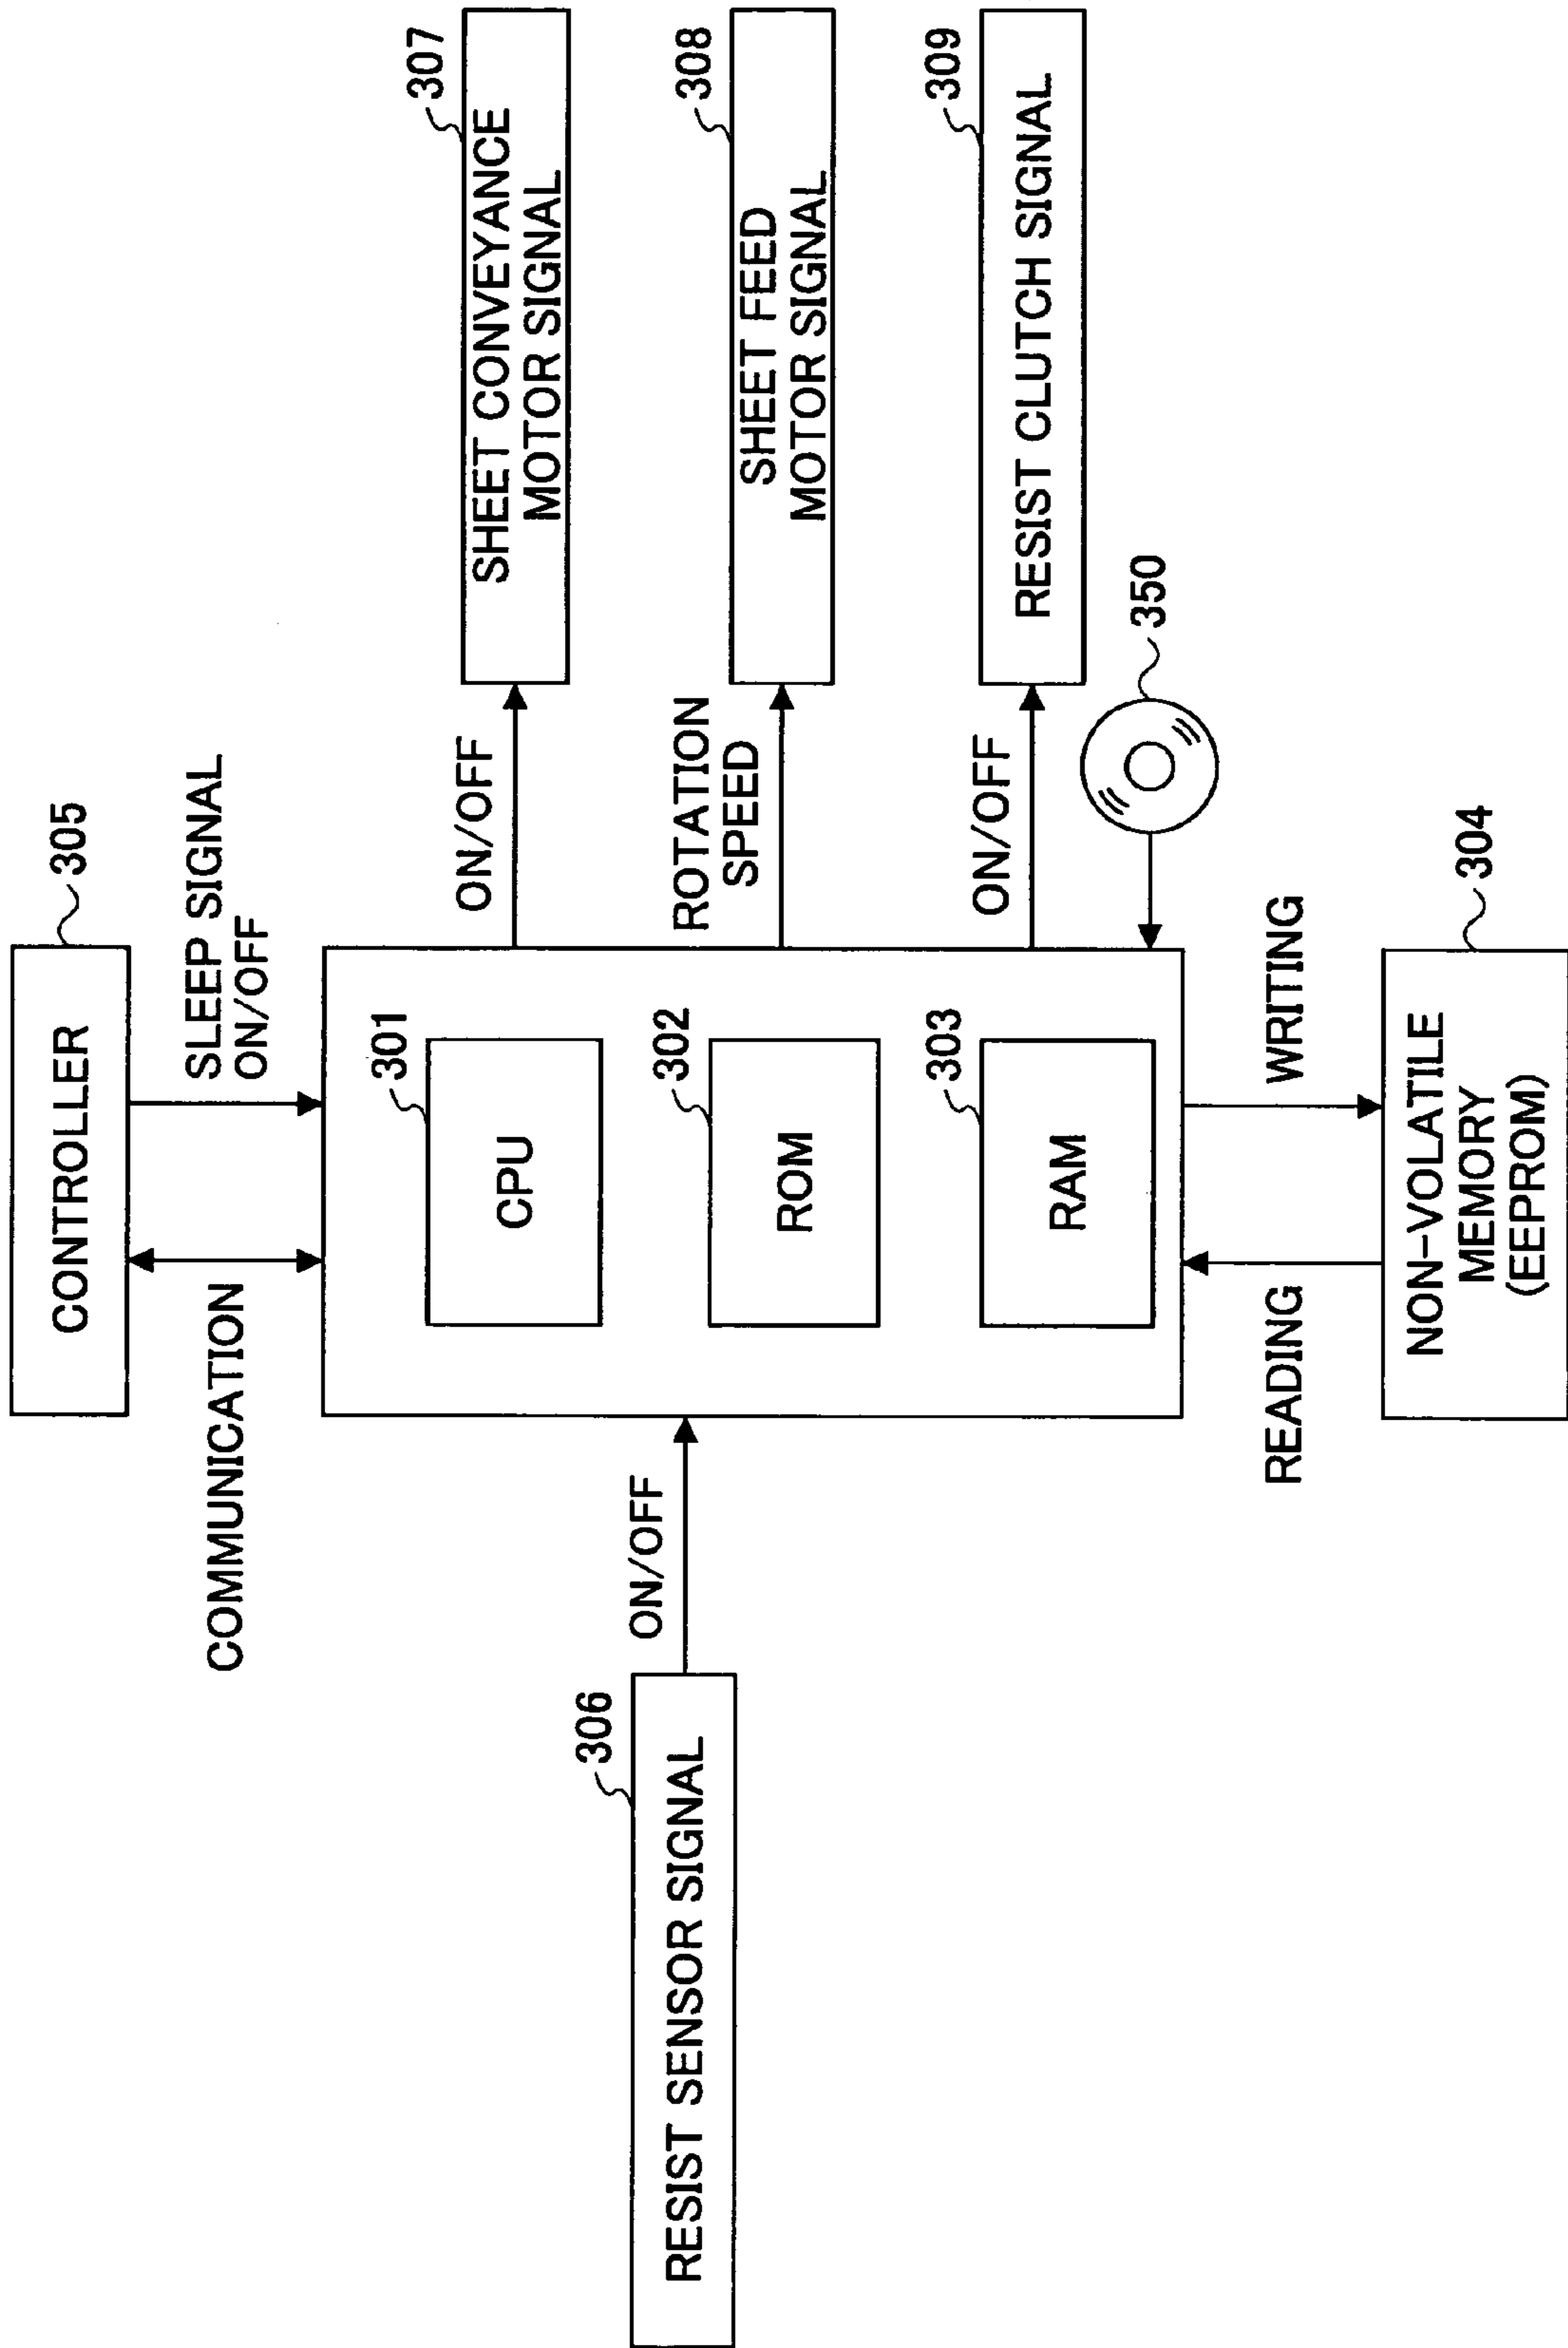 CONTROLLER
305
COMMUNICATION
SLEEP SIGNAL
ON/OFF
RESIST SENSOR SIGNAL
306
ON/OFF
CPU
301
ROM
302
RAM
303
ON/OFF
SHEET CONVEYANCE
MOTOR SIGNAL
307
ROTATION
SPEED
SHEET FEED
MOTOR SIGNAL
308
ON/OFF
RESIST CLUTCH SIGNAL
309
350
READING
WRITING
NON-VOLATILE
MEMORY
(EEPROM)
304